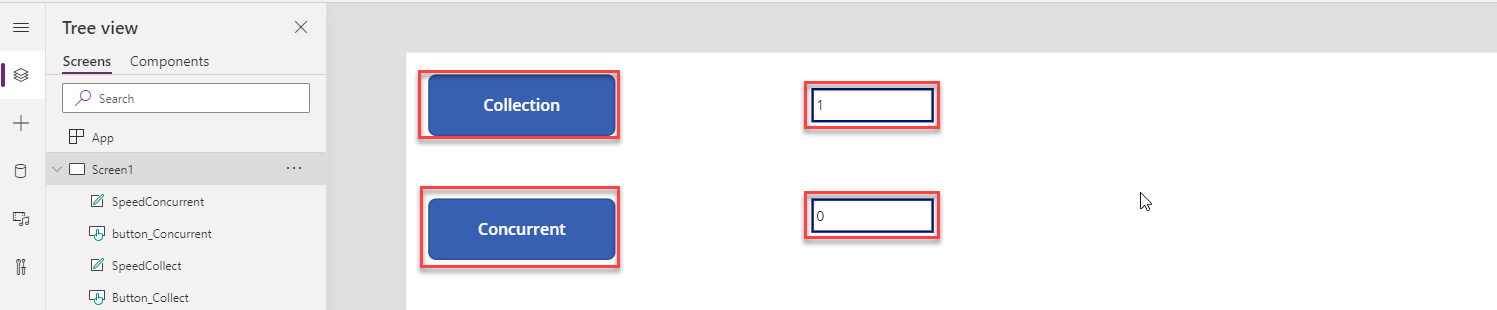 Tree view
Screens Components
Search
App
Screen1
SpeedConcurrent
button_Concurrent
SpeedCollect
Button_Collect
Collection
1
Concurrent
0